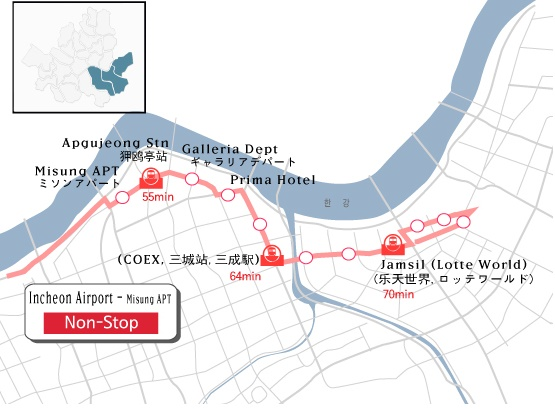 Apgujeong Stn
狎鸥亭站
Galleria Dept
ギャラリアデパート
Misung APT
ミソンアパート
Prima Hotel
55min
한 강
(COEX, 三城站, 三成駅)
64min
Jamsil (Lotte World)
(乐天世界, ロッテワールド)
70min
Incheon Airport - Misung APT
Non-Stop